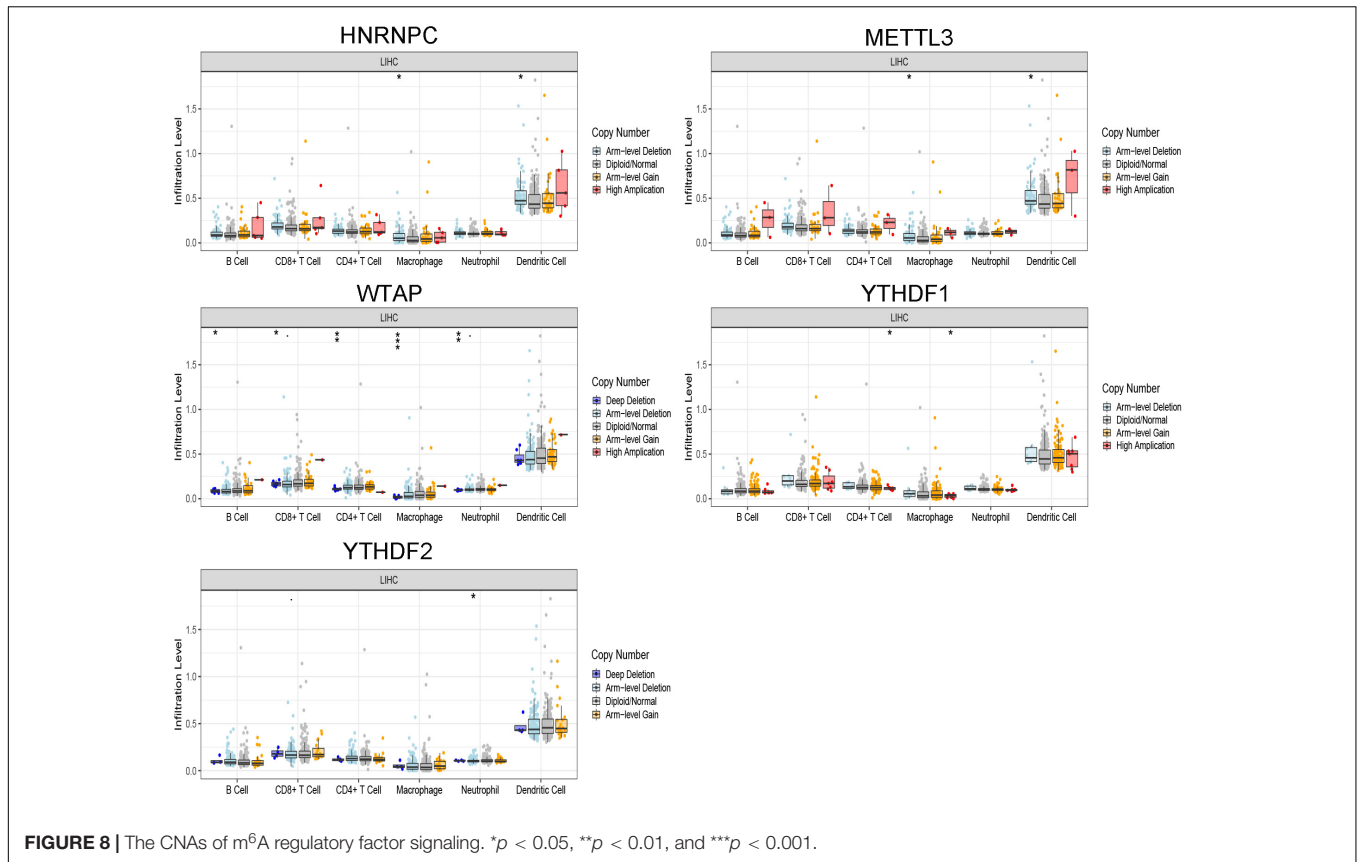 HNRNPC
LIHC
* *
Infiltration Level
1.5
1.0
0.5
0.0
B Cell CD8+ T Cell CD4+ T Cell Macrophage Neutrophil Dendritic Cell
Copy Number
Arm-level Deletion
Diploid/Normal
Arm-level Gain
High Amplication
METTL3
LIHC
* *
Infiltration Level
1.5
1.0
0.5
0.0
B Cell CD8+ T Cell CD4+ T Cell Macrophage Neutrophil Dendritic Cell
Copy Number
Arm-level Deletion
Diploid/Normal
Arm-level Gain
High Amplication
WTAP
LIHC
* * . ** *** ** .
Infiltration Level
1.5
1.0
0.5
0.0
B Cell CD8+ T Cell CD4+ T Cell Macrophage Neutrophil Dendritic Cell
Copy Number
Deep Deletion
Arm-level Deletion
Diploid/Normal
Arm-level Gain
High Amplication
YTHDF1
LIHC
* *
Infiltration Level
1.5
1.0
0.5
0.0
B Cell CD8+ T Cell CD4+ T Cell Macrophage Neutrophil Dendritic Cell
Copy Number
Arm-level Deletion
Diploid/Normal
Arm-level Gain
High Amplication
YTHDF2
LIHC
. *
Infiltration Level
1.5
1.0
0.5
0.0
B Cell CD8+ T Cell CD4+ T Cell Macrophage Neutrophil Dendritic Cell
Copy Number
Deep Deletion
Arm-level Deletion
Diploid/Normal
Arm-level Gain
FIGURE 8 | The CNAs of m⁶A regulatory factor signaling. *p < 0.05, **p < 0.01, and ***p < 0.001.